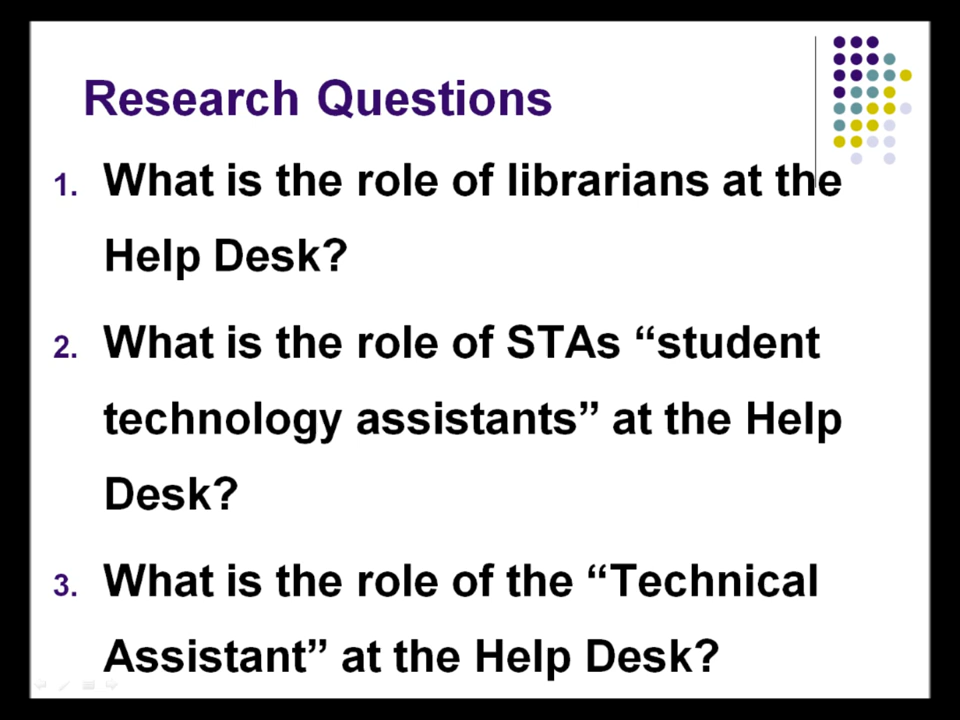 Research Questions
1. What is the role of librarians at the
Help Desk?
2. What is the role of STAs “student
technology assistants” at the Help
Desk?
3. What is the role of the “Technical
Assistant” at the Help Desk?